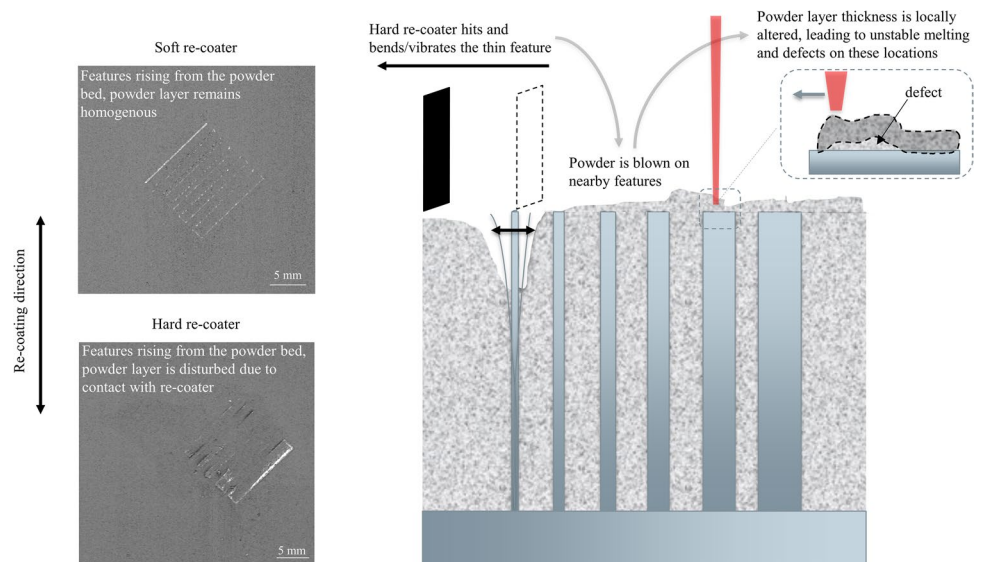 Soft re-coater
Features rising from the powder
bed, powder layer remains
homogenous
5 mm
Re-coating direction
Hard re-coater
Features rising from the powder bed,
powder layer is disturbed due to
contact with re-coater
5 mm
Hard re-coater hits and
bends/vibrates the thin feature
Powder is blown on
nearby features
Powder layer thickness is locally
altered, leading to unstable melting
and defects on these locations
defect